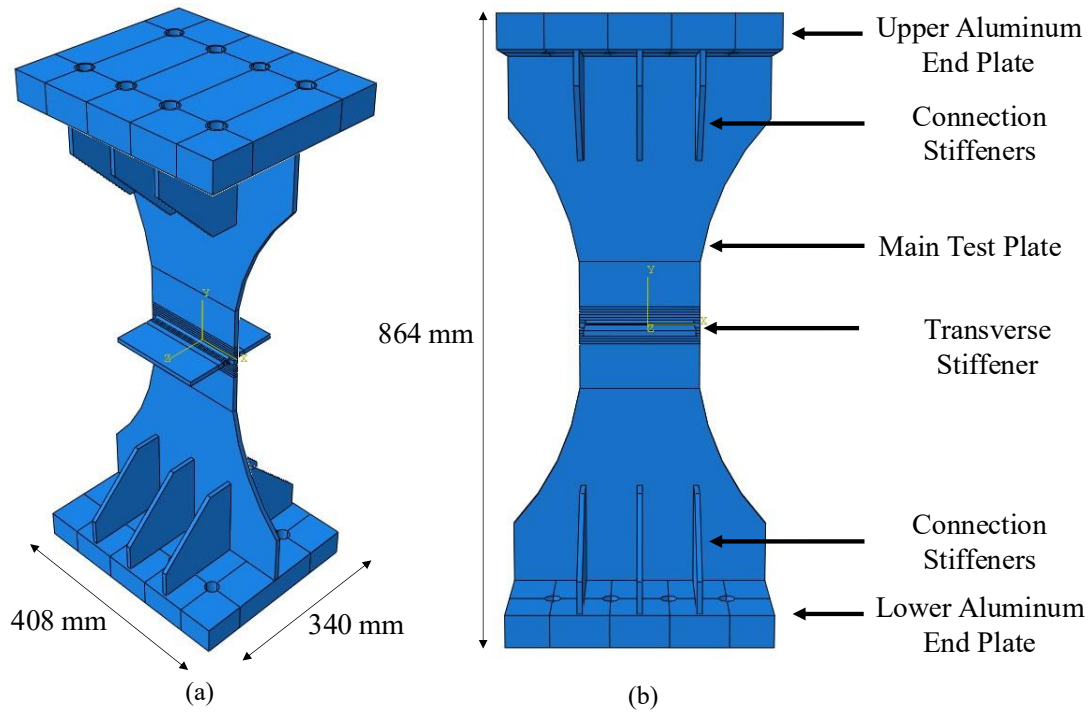 Upper Aluminum
End Plate
Connection
Stiffeners
Main Test Plate
864 mm
Transverse
Stiffener
Connection
Stiffeners
Lower Aluminum
End Plate
408 mm
340 mm
Y
X
Z
Y
X
Z
(a)
(b)